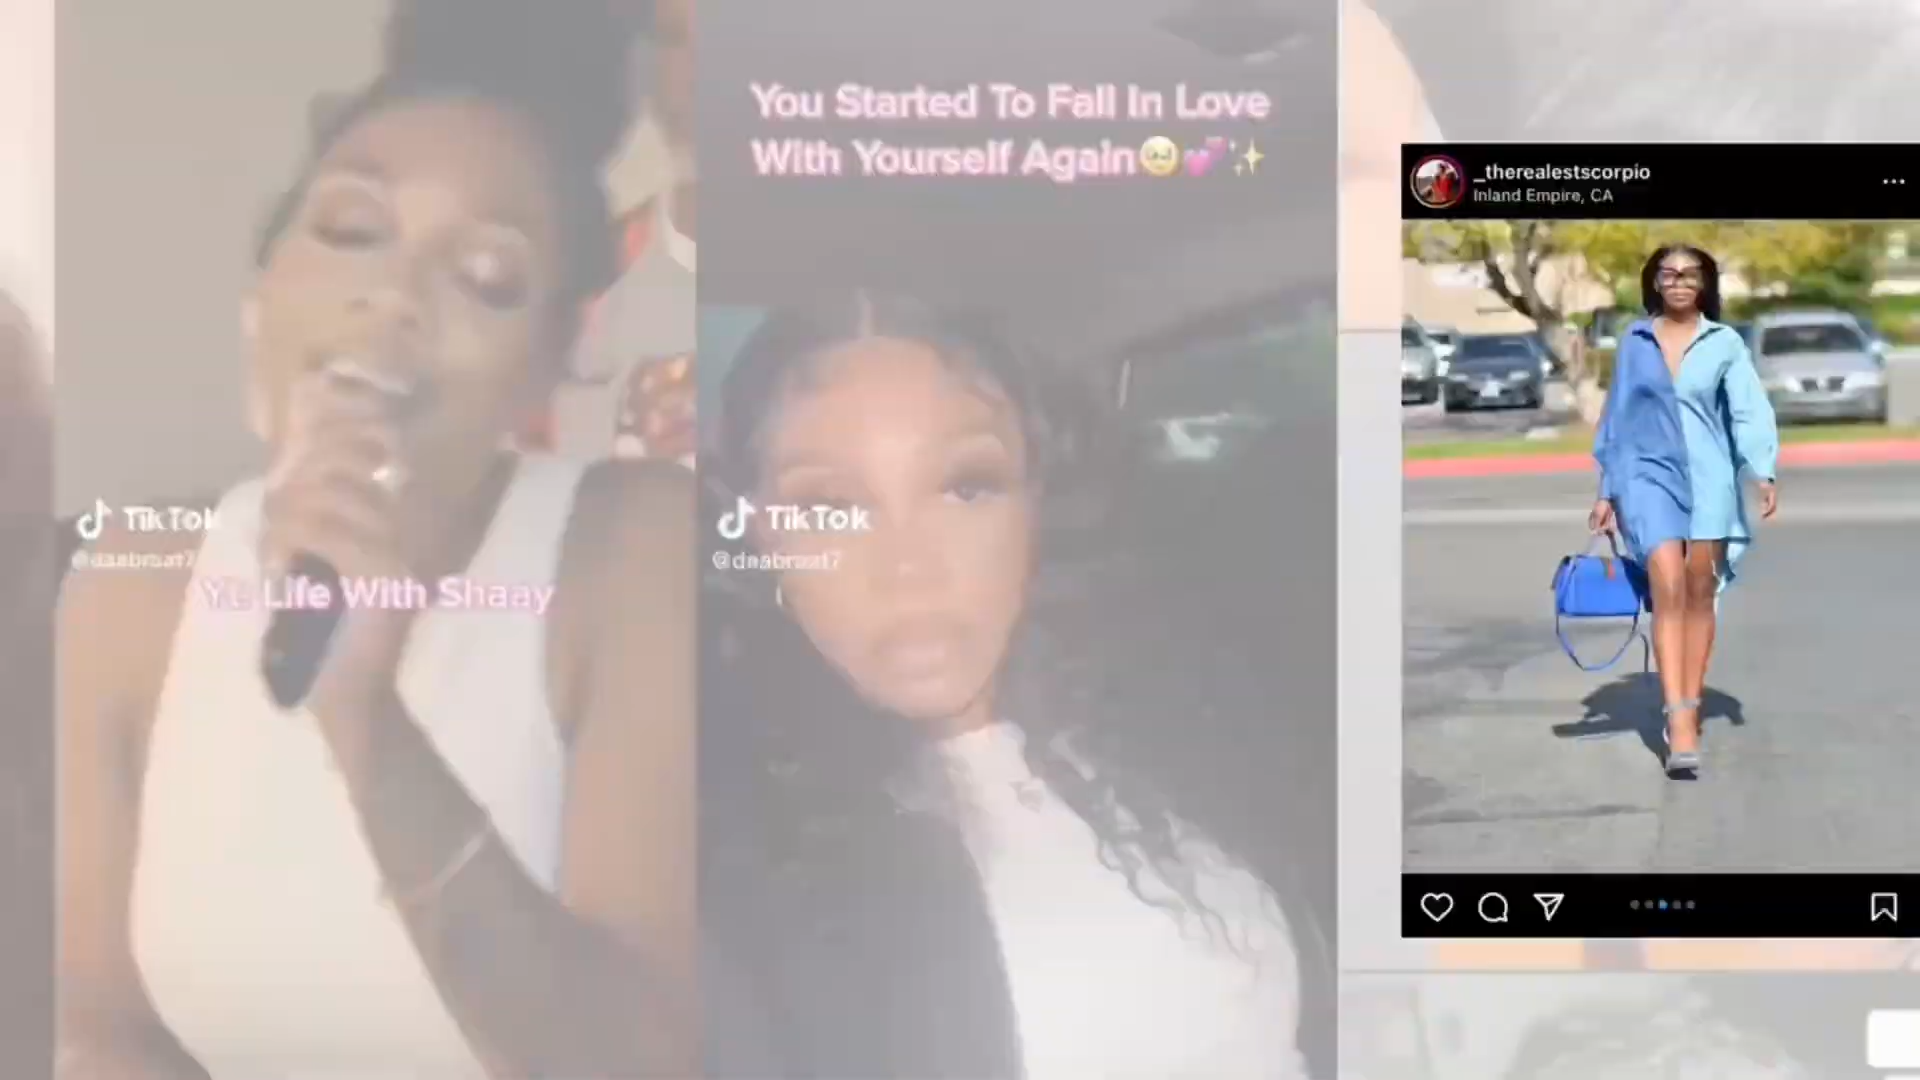 You Started To Fall In Love
With Yourself Again🥹💕✨
_therealestscorpio
Inland Empire, CA
TikTok
TikTok
Life With Shaay